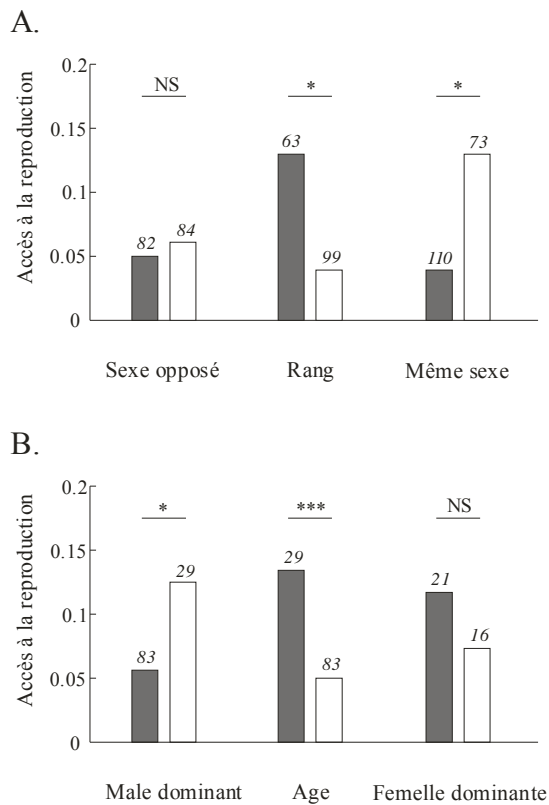 A.
Accès à la reproduction
0.2
0.15
0.1
0.05
0
NS
*
*
82
84
63
99
110
73
Sexe opposé
Rang
Même sexe
B.
Accès à la reproduction
0.2
0.15
0.1
0.05
0
*
***
NS
83
29
29
83
21
16
Male dominant
Age
Femelle dominante